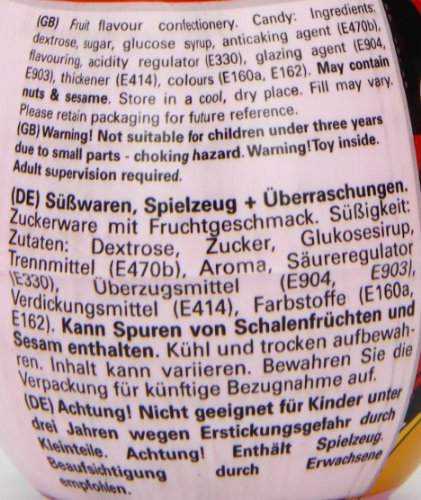 (GB) Fruit flavour confectionery. Candy: Ingredients:
dextrose, sugar, glucose syrup, anticaking agent (E470b),
flavouring, acidity regulator (E330), glazing agent (E904,
E903), thickener (E414), colours (E160a, E162). May contain
nuts & sesame. Store in a cool, dry place. Fill may vary.
Please retain packaging for future reference.
(GB) Warning! Not suitable for children under three years
due to small parts - choking hazard. Warning! Toy inside.
Adult supervision required.
(DE) Süßwaren, Spielzeug + Überraschungen.
Zuckerware mit Fruchtgeschmack. Süßigkeit:
Zutaten: Dextrose, Zucker, Glukosesirup,
Trennmittel (E470b), Aroma, Säureregulator
(E330), Überzugsmittel (E904, E903),
Verdickungsmittel (E414), Farbstoffe (E160a,
E162). Kann Spuren von Schalenfrüchten und
Sesam enthalten. Kühl und trocken aufbewah-
ren. Inhalt kann variieren. Bewahren Sie die
Verpackung für künftige Bezugnahme auf.
(DE) Achtung! Nicht geeignet für Kinder unter
drei Jahren wegen Erstickungsgefahr durch
Kleinteile. Achtung! Enthält Spielzeug.
Beaufsichtigung durch Erwachsene
empfohlen.